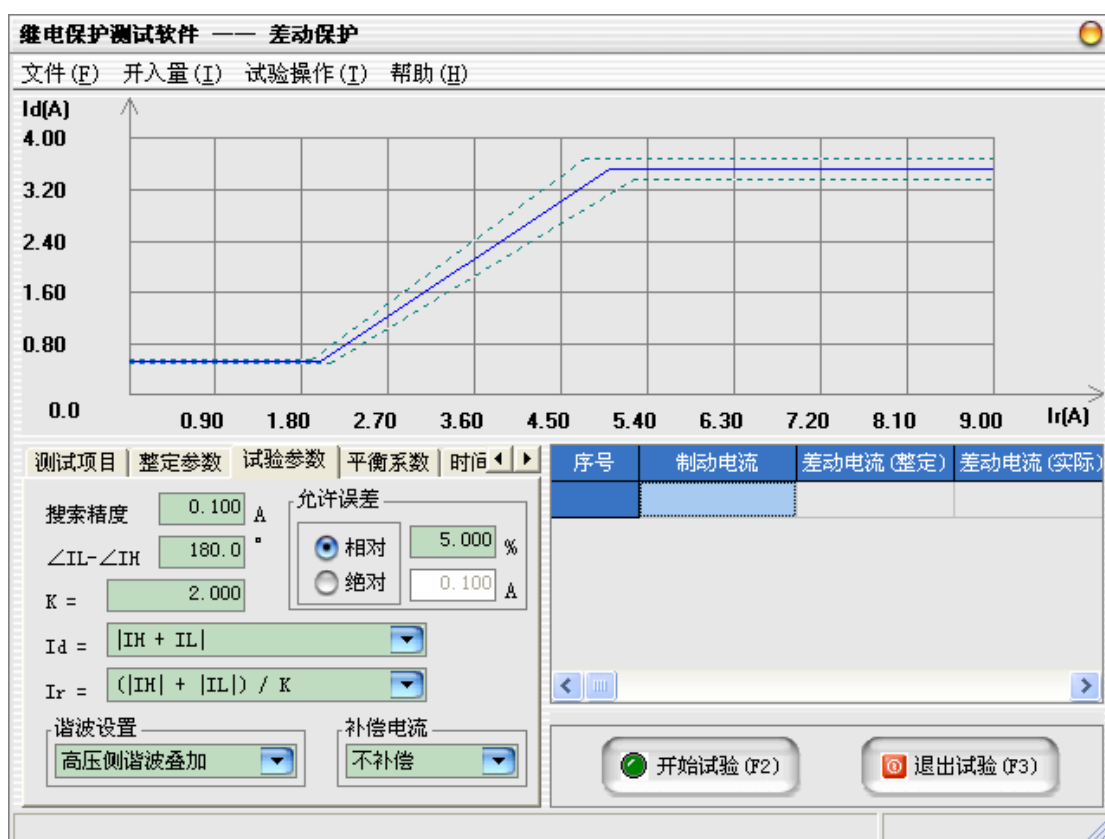 继电保护测试软件 —— 差动保护
文件(F) 开入量(I) 试验操作(T) 帮助(H)
Id(A)
4.00
3.20
2.40
1.60
0.80
0.0
0.90 1.80 2.70 3.60 4.50 5.40 6.30 7.20 8.10 9.00 Ir(A)
测试项目 整定参数 试验参数 平衡系数 时间
搜索精度 0.100 A
∠IL-∠IH 180.0 °
K = 2.000
允许误差
相对 5.000 %
绝对 0.100 A
Id = |IH + IL|
Ir = (|IH| + |IL|) / K
谐波设置
高压侧谐波叠加
补偿电流
不补偿
序号 制动电流 差动电流(整定) 差动电流(实际)
开始试验(F2) 退出试验(F3)